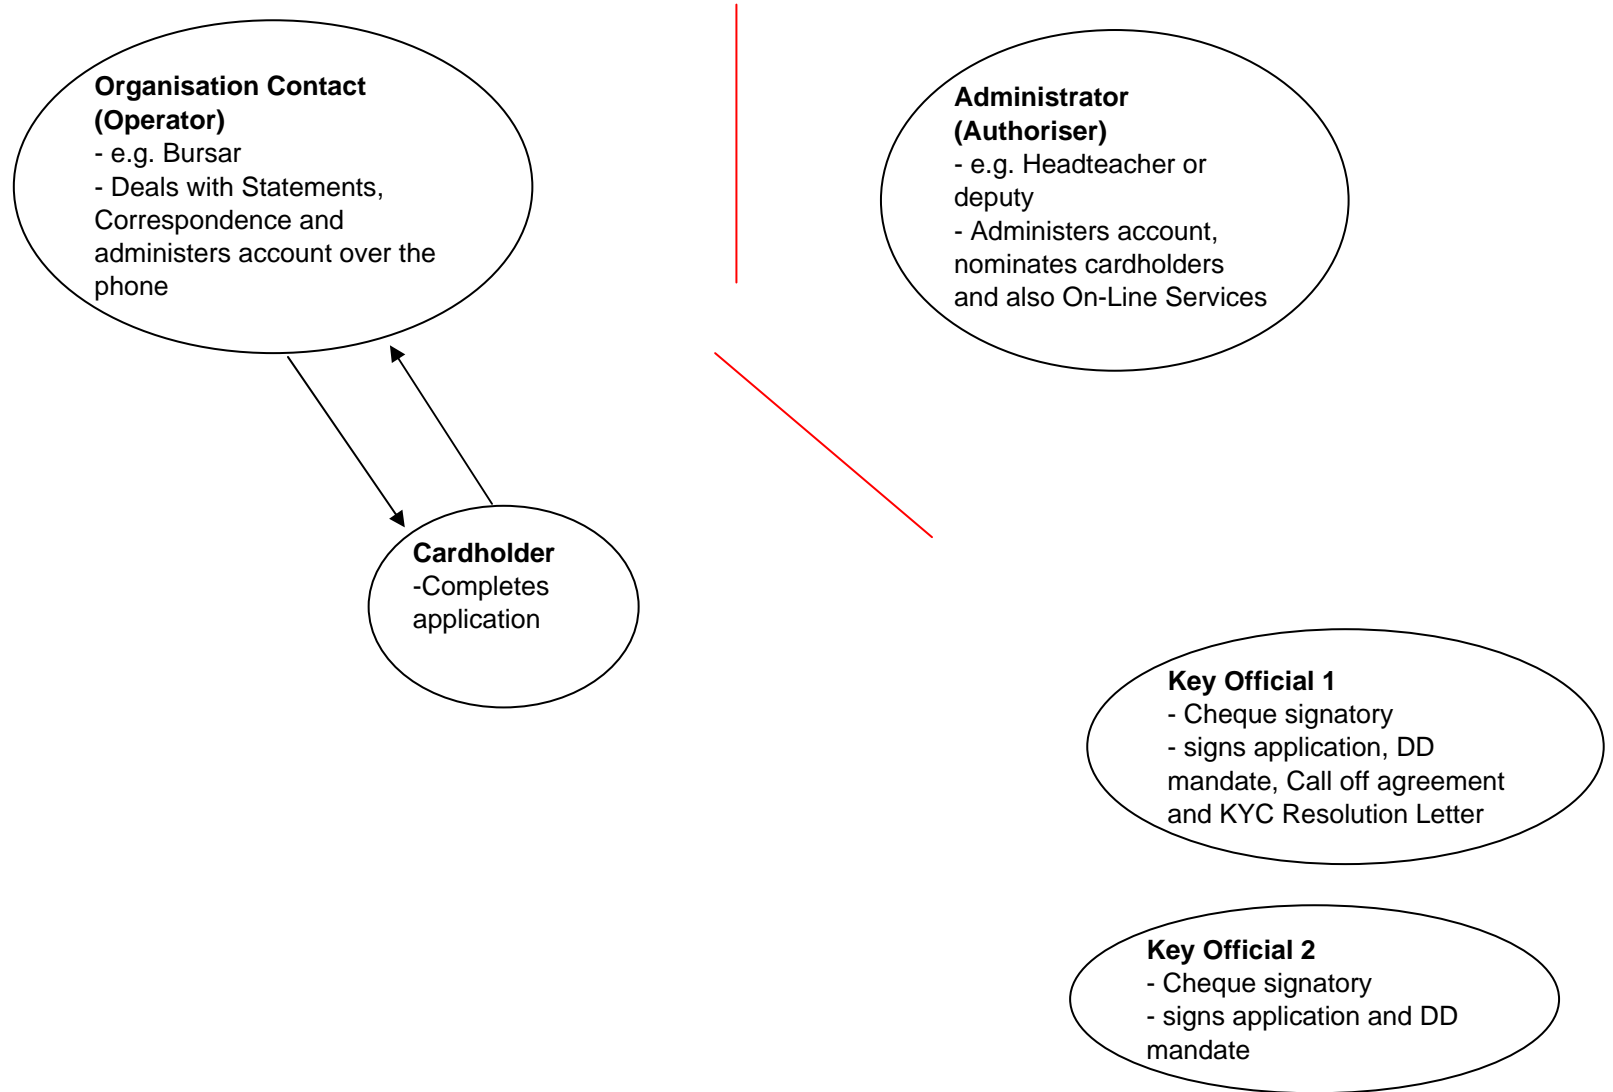 Organisation Contact
(Operator)
- e.g. Bursar
- Deals with Statements,
Correspondence and
administers account over the
phone
Administrator
(Authoriser)
- e.g. Headteacher or
deputy
- Administers account,
nominates cardholders
and also On-Line Services
Cardholder
-Completes
application
Key Official 1
- Cheque signatory
- signs application, DD
mandate, Call off agreement
and KYC Resolution Letter
Key Official 2
- Cheque signatory
- signs application and DD
mandate